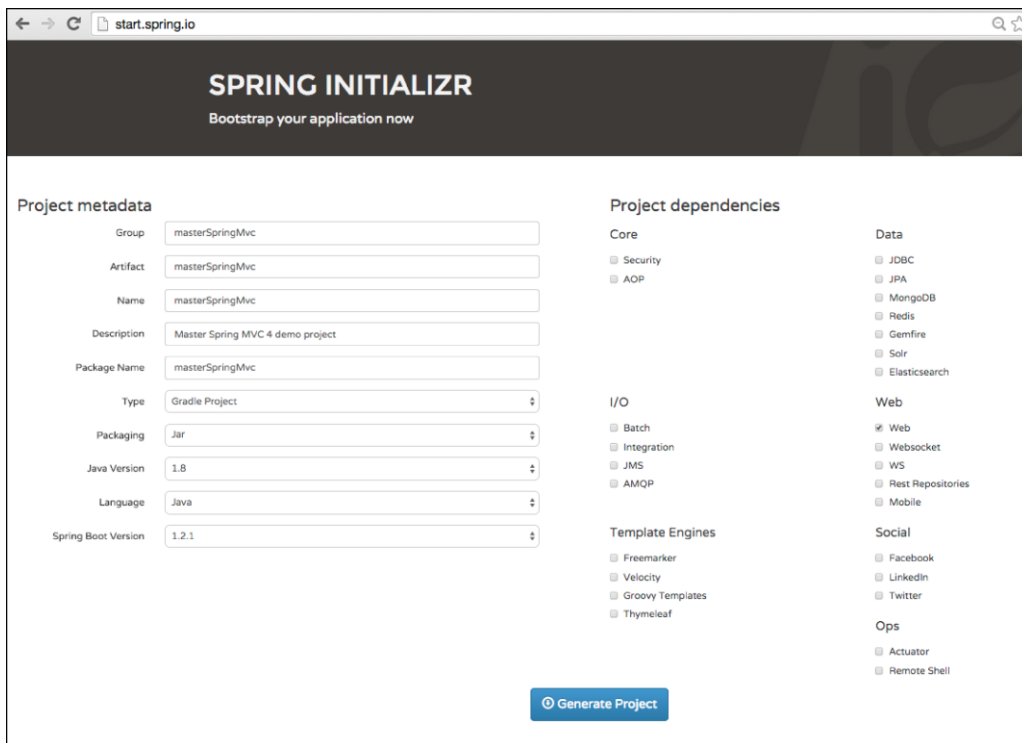 start.spring.io
SPRING INITIALIZR
Bootstrap your application now
Project metadata
Group masterSpringMvc
Artifact masterSpringMvc
Name masterSpringMvc
Description Master Spring MVC 4 demo project
Package Name masterSpringMvc
Type Gradle Project
Packaging Jar
Java Version 1.8
Language Java
Spring Boot Version 1.2.1
Project dependencies
Core
Security
AOP
Data
JDBC
JPA
MongoDB
Redis
Gemfire
Solr
Elasticsearch
I/O
Batch
Integration
JMS
AMQP
Web
Web
Websocket
WS
Rest Repositories
Mobile
Template Engines
Freemarker
Velocity
Groovy Templates
Thymeleaf
Social
Facebook
LinkedIn
Twitter
Ops
Actuator
Remote Shell
Generate Project